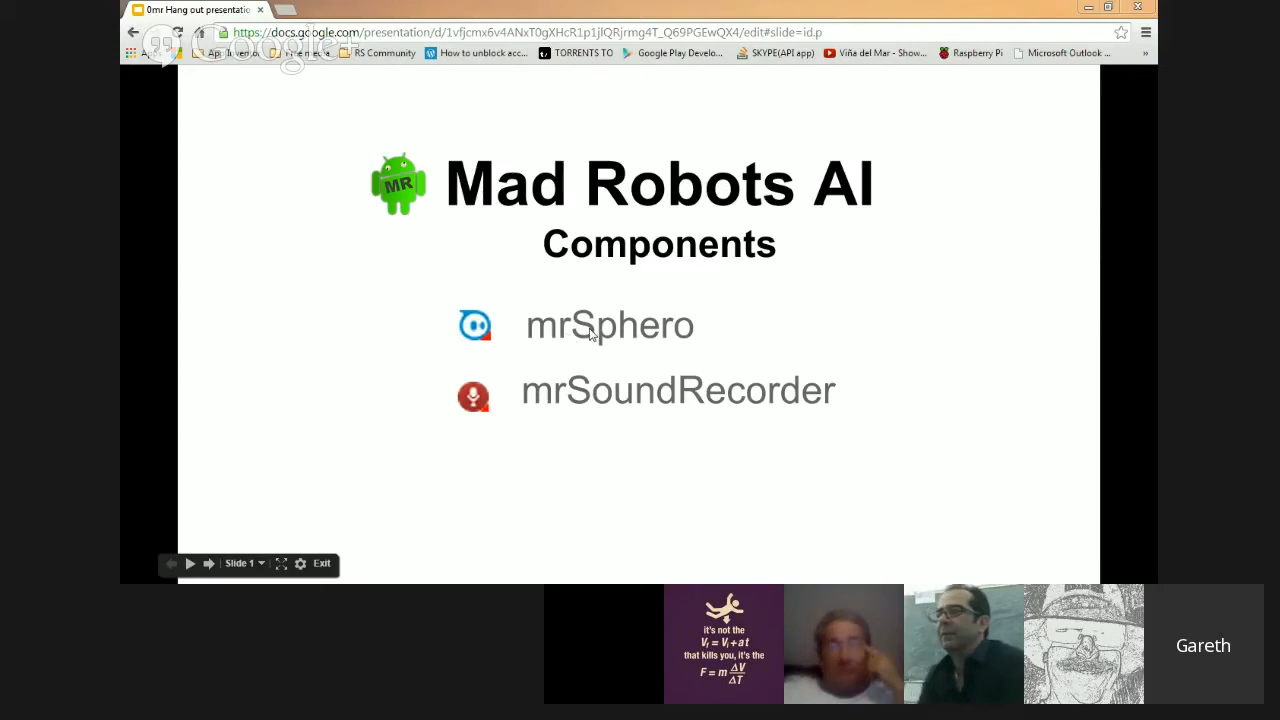 0mr Hang out presentatio
https://docs.google.com/presentation/d/1vfjcmx6v4ANxT0gXHcR1p1jlQRjrmg4T_Q69PGEwQX4/edit#slide=id.p
Google+
RS Community
How to unblock acc...
TORRENTS TO
Google Play Develo...
SKYPE(API app)
Viña del Mar - Show...
Raspberry Pi
Microsoft Outlook ...
»
MR
Mad Robots AI
Components
mrSphero
mrSoundRecorder
Slide 1
Exit
it's not the
Vf = Vi + at
that kills you, it's the
F = m ΔV
ΔT
Gareth